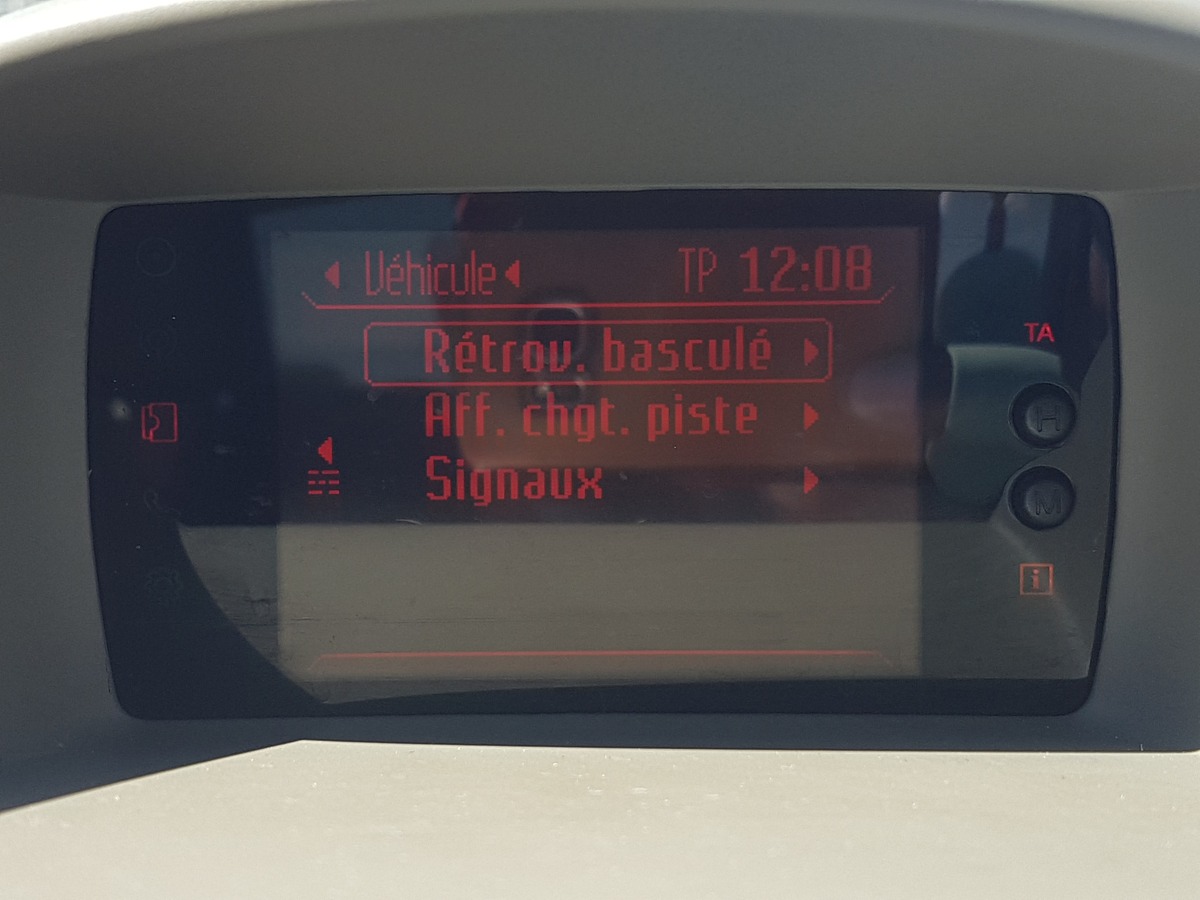 Véhicule TP 12:08
TA
Rétrov. basculé
Aff. chgt. piste
H
Signaux
M
i